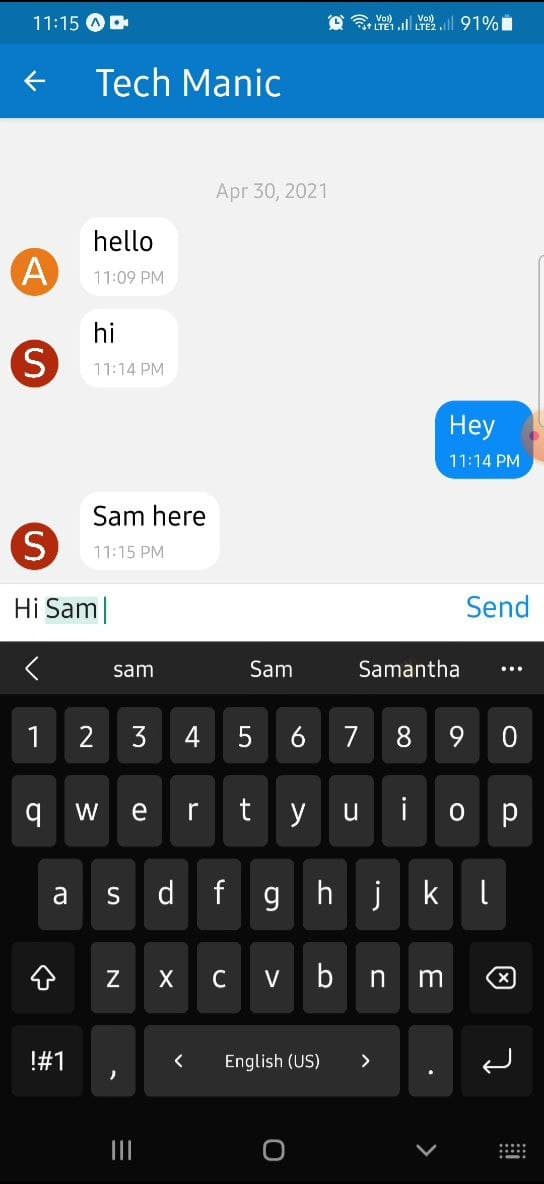 11:15 91%
Vo)) LTE1 Vo)) LTE2
Tech Manic
Apr 30, 2021
A
hello
11:09 PM
S
hi
11:14 PM
Hey
11:14 PM
S
Sam here
11:15 PM
Hi Sam Send
sam Sam Samantha
1 2 3 4 5 6 7 8 9 0
q w e r t y u i o p
a s d f g h j k l
z x c v b n m
!#1 , < English (US) > .